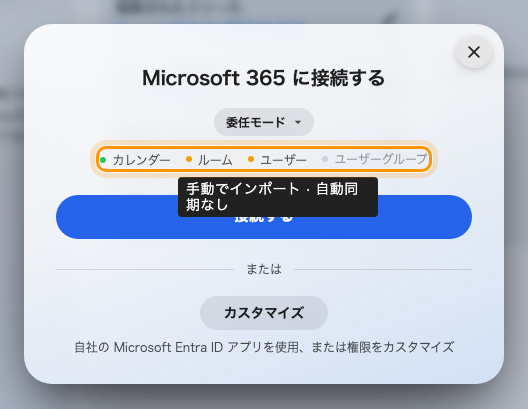 Microsoft 365 に接続する
委任モード
カレンダー ルーム ユーザー ユーザーグループ
手動でインポート · 自動同
期なし
接続する
または
カスタマイズ
自社の Microsoft Entra ID アプリを使用、または権限をカスタマイズ